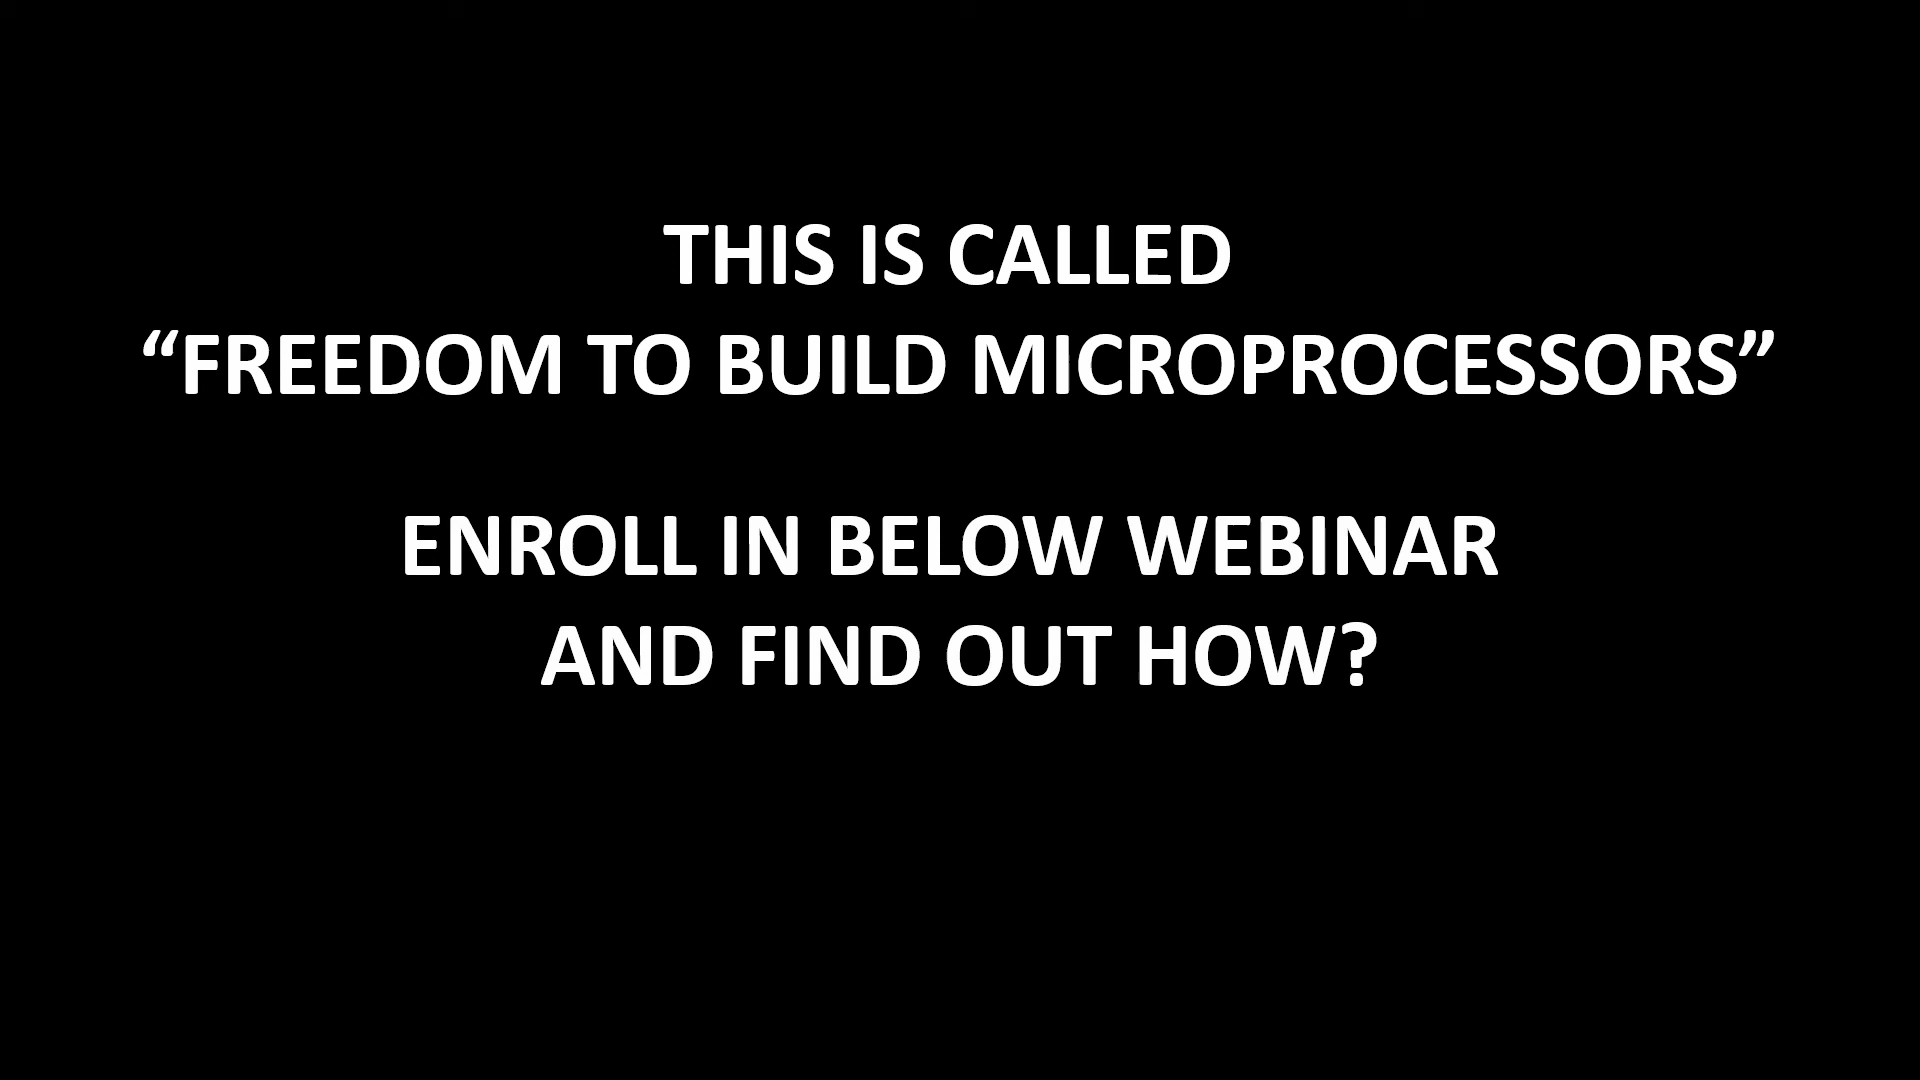 THIS IS CALLED
“FREEDOM TO BUILD MICROPROCESSORS”
ENROLL IN BELOW WEBINAR
AND FIND OUT HOW?